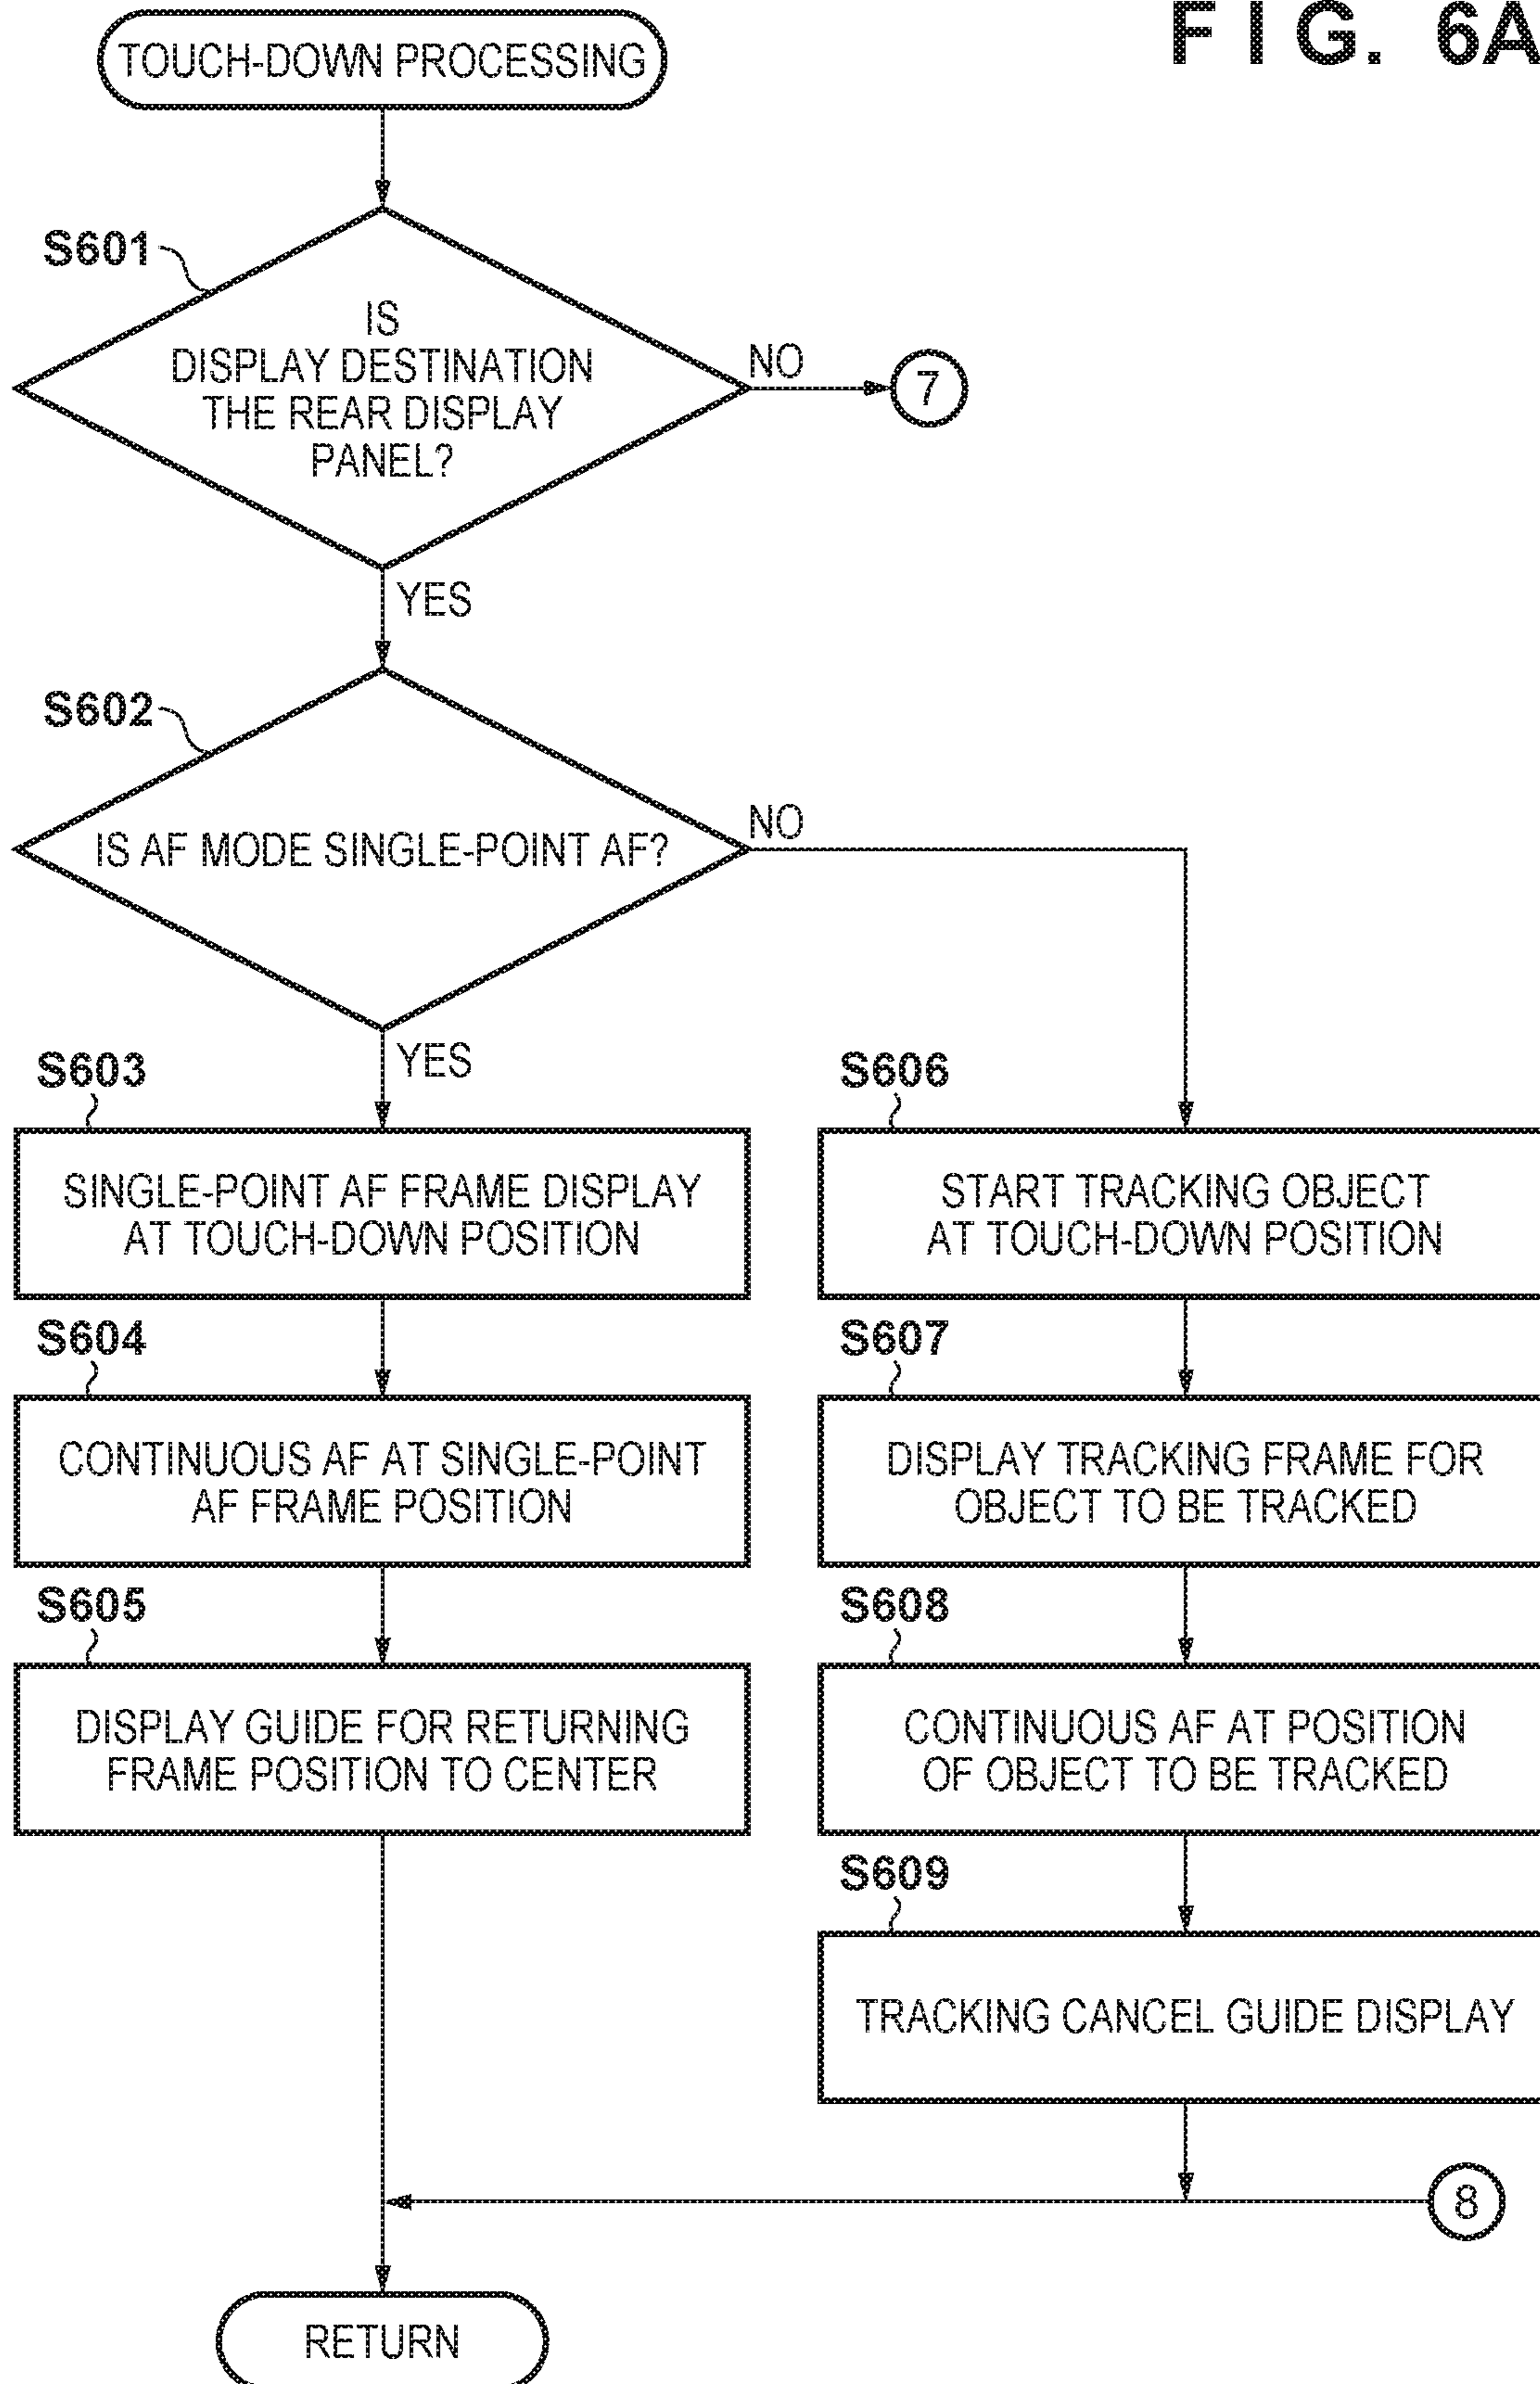 FIG. 6A
TOUCH-DOWN PROCESSING
S601
IS
DISPLAY DESTINATION
THE REAR DISPLAY
PANEL?
NO
7
YES
S602
IS AF MODE SINGLE-POINT AF?
NO
YES
S603
SINGLE-POINT AF FRAME DISPLAY
AT TOUCH-DOWN POSITION
S604
CONTINUOUS AF AT SINGLE-POINT
AF FRAME POSITION
S605
DISPLAY GUIDE FOR RETURNING
FRAME POSITION TO CENTER
S606
START TRACKING OBJECT
AT TOUCH-DOWN POSITION
S607
DISPLAY TRACKING FRAME FOR
OBJECT TO BE TRACKED
S608
CONTINUOUS AF AT POSITION
OF OBJECT TO BE TRACKED
S609
TRACKING CANCEL GUIDE DISPLAY
8
RETURN